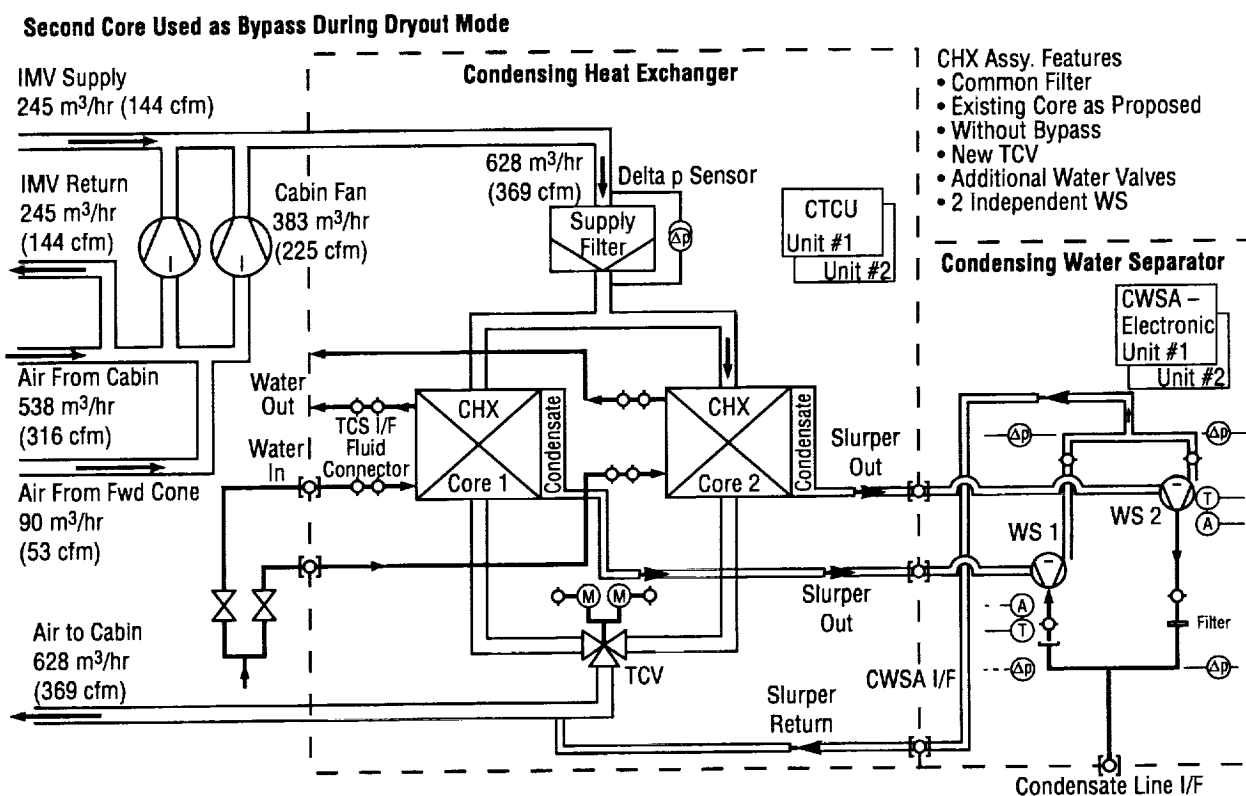 Second Core Used as Bypass During Dryout Mode
IMV Supply
245 m³/hr (144 cfm)
IMV Return
245 m³/hr
(144 cfm)
Cabin Fan
383 m³/hr
(225 cfm)
Air From Cabin
538 m³/hr
(316 cfm)
Air From Fwd Cone
90 m³/hr
(53 cfm)
Air to Cabin
628 m³/hr
(369 cfm)
Condensing Heat Exchanger
628 m³/hr
(369 cfm)
Delta p Sensor
Supply
Filter
Δp
CTCU
Unit #1
Unit #2
Water
Out
TCS I/F
Fluid
Connector
Water
In
CHX
Core 1
Condensate
CHX
Core 2
Condensate
Slurper
Out
Slurper
Out
M
M
TCV
Slurper
Return
CWSA I/F
CHX Assy. Features
• Common Filter
• Existing Core as Proposed
• Without Bypass
• New TCV
• Additional Water Valves
• 2 Independent WS
Condensing Water Separator
CWSA –
Electronic
Unit #1
Unit #2
Δp
Δp
WS 2
T
A
WS 1
A
T
Δp
Filter
Δp
Condensate Line I/F